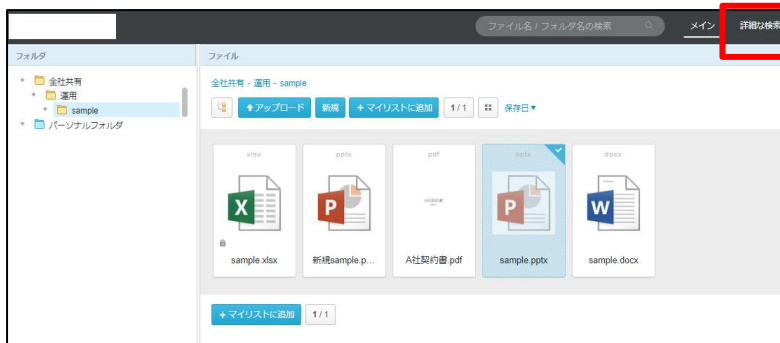 ファイル名 / フォルダ名の検索
メイン
詳細な検索
フォルダ
ファイル
全社共有
運用
sample
パーソナルフォルダ
全社共有 - 運用 - sample
アップロード
新規
+マイリストに追加
1 / 1
保存日▼
xlsx
pptx
pdf
pptx
docx
sample.xlsx
新規sample.p...
A社契約書.pdf
sample.pptx
sample.docx
+マイリストに追加
1 / 1